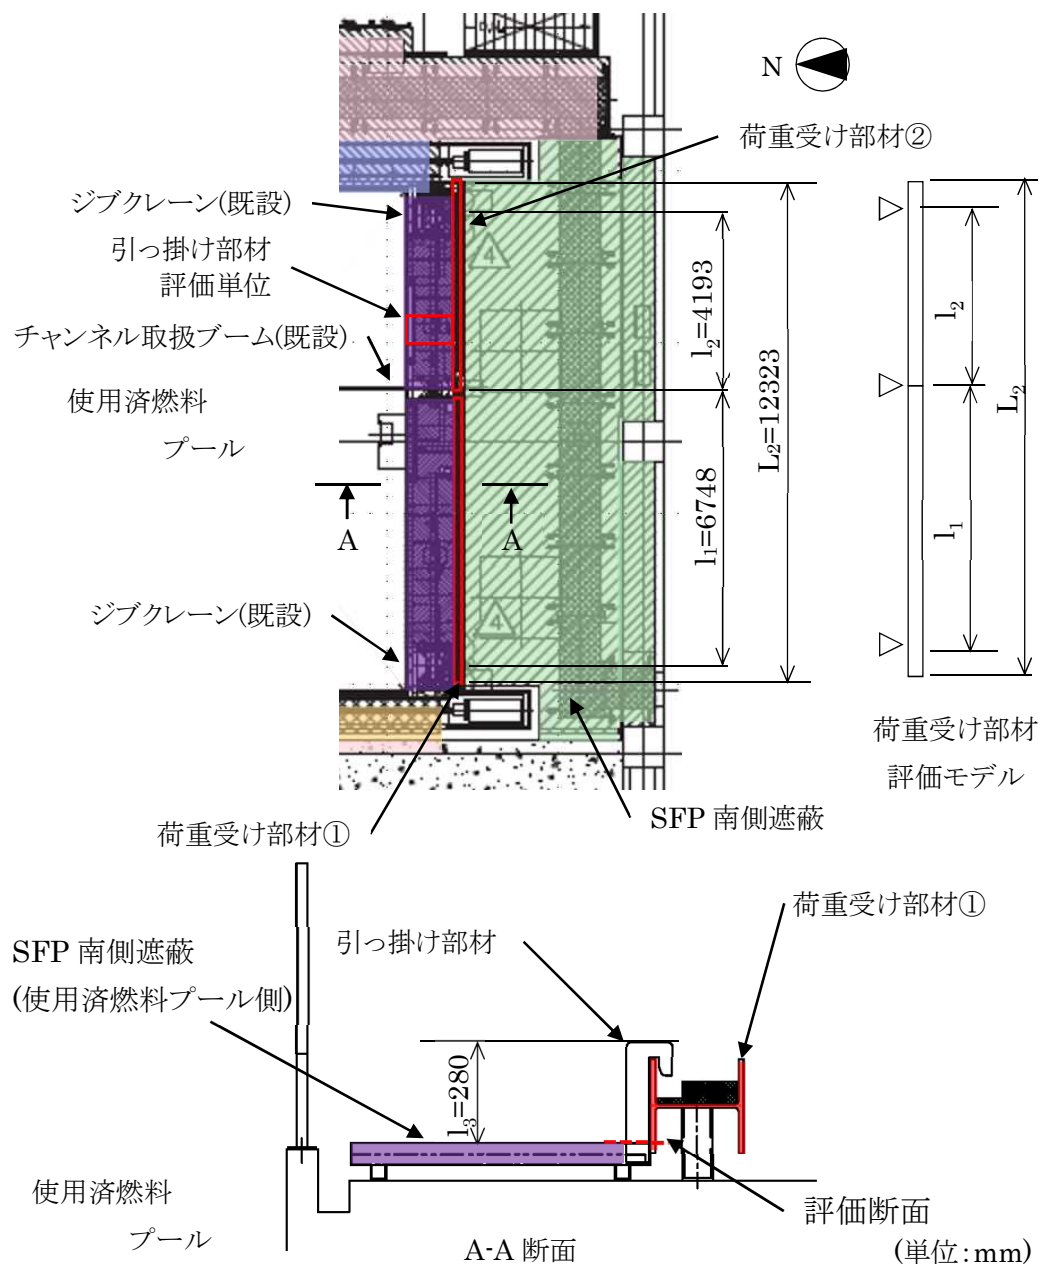 N
荷重受け部材②
ジブクレーン(既設)
引っ掛け部材
評価単位
チャンネル取扱ブーム(既設)
使用済燃料
プール
4
l₂=4193
L₂=12323
l₁=6748
l₂
L₂
l₁
A
A
4
ジブクレーン(既設)
荷重受け部材
評価モデル
SFP 南側遮蔽
荷重受け部材①
荷重受け部材①
引っ掛け部材
SFP 南側遮蔽
(使用済燃料プール側)
l₃=280
使用済燃料
プール
評価断面
A-A 断面
(単位:mm)